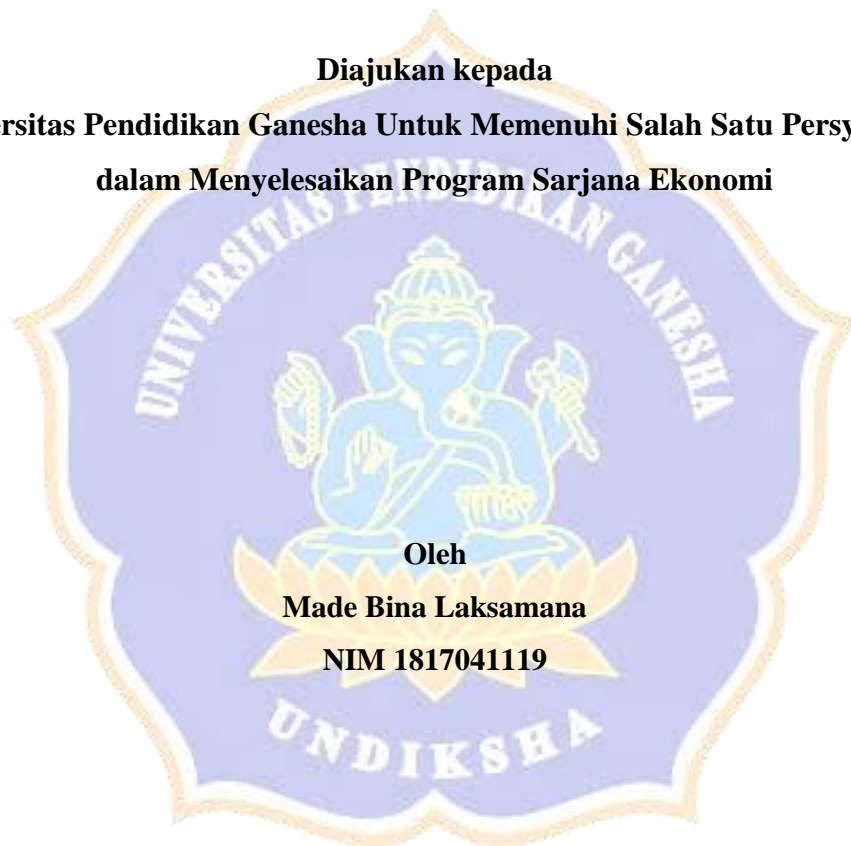 Diajukan kepada
ersitas Pendidikan Ganesha Untuk Memenuhi Salah Satu Persy
dalam Menyelesaikan Program Sarjana Ekonomi
UNIVERSITAS PENDIDIKAN GANESHA
Oleh
Made Bina Laksamana
NIM 1817041119
UNDIKSHA